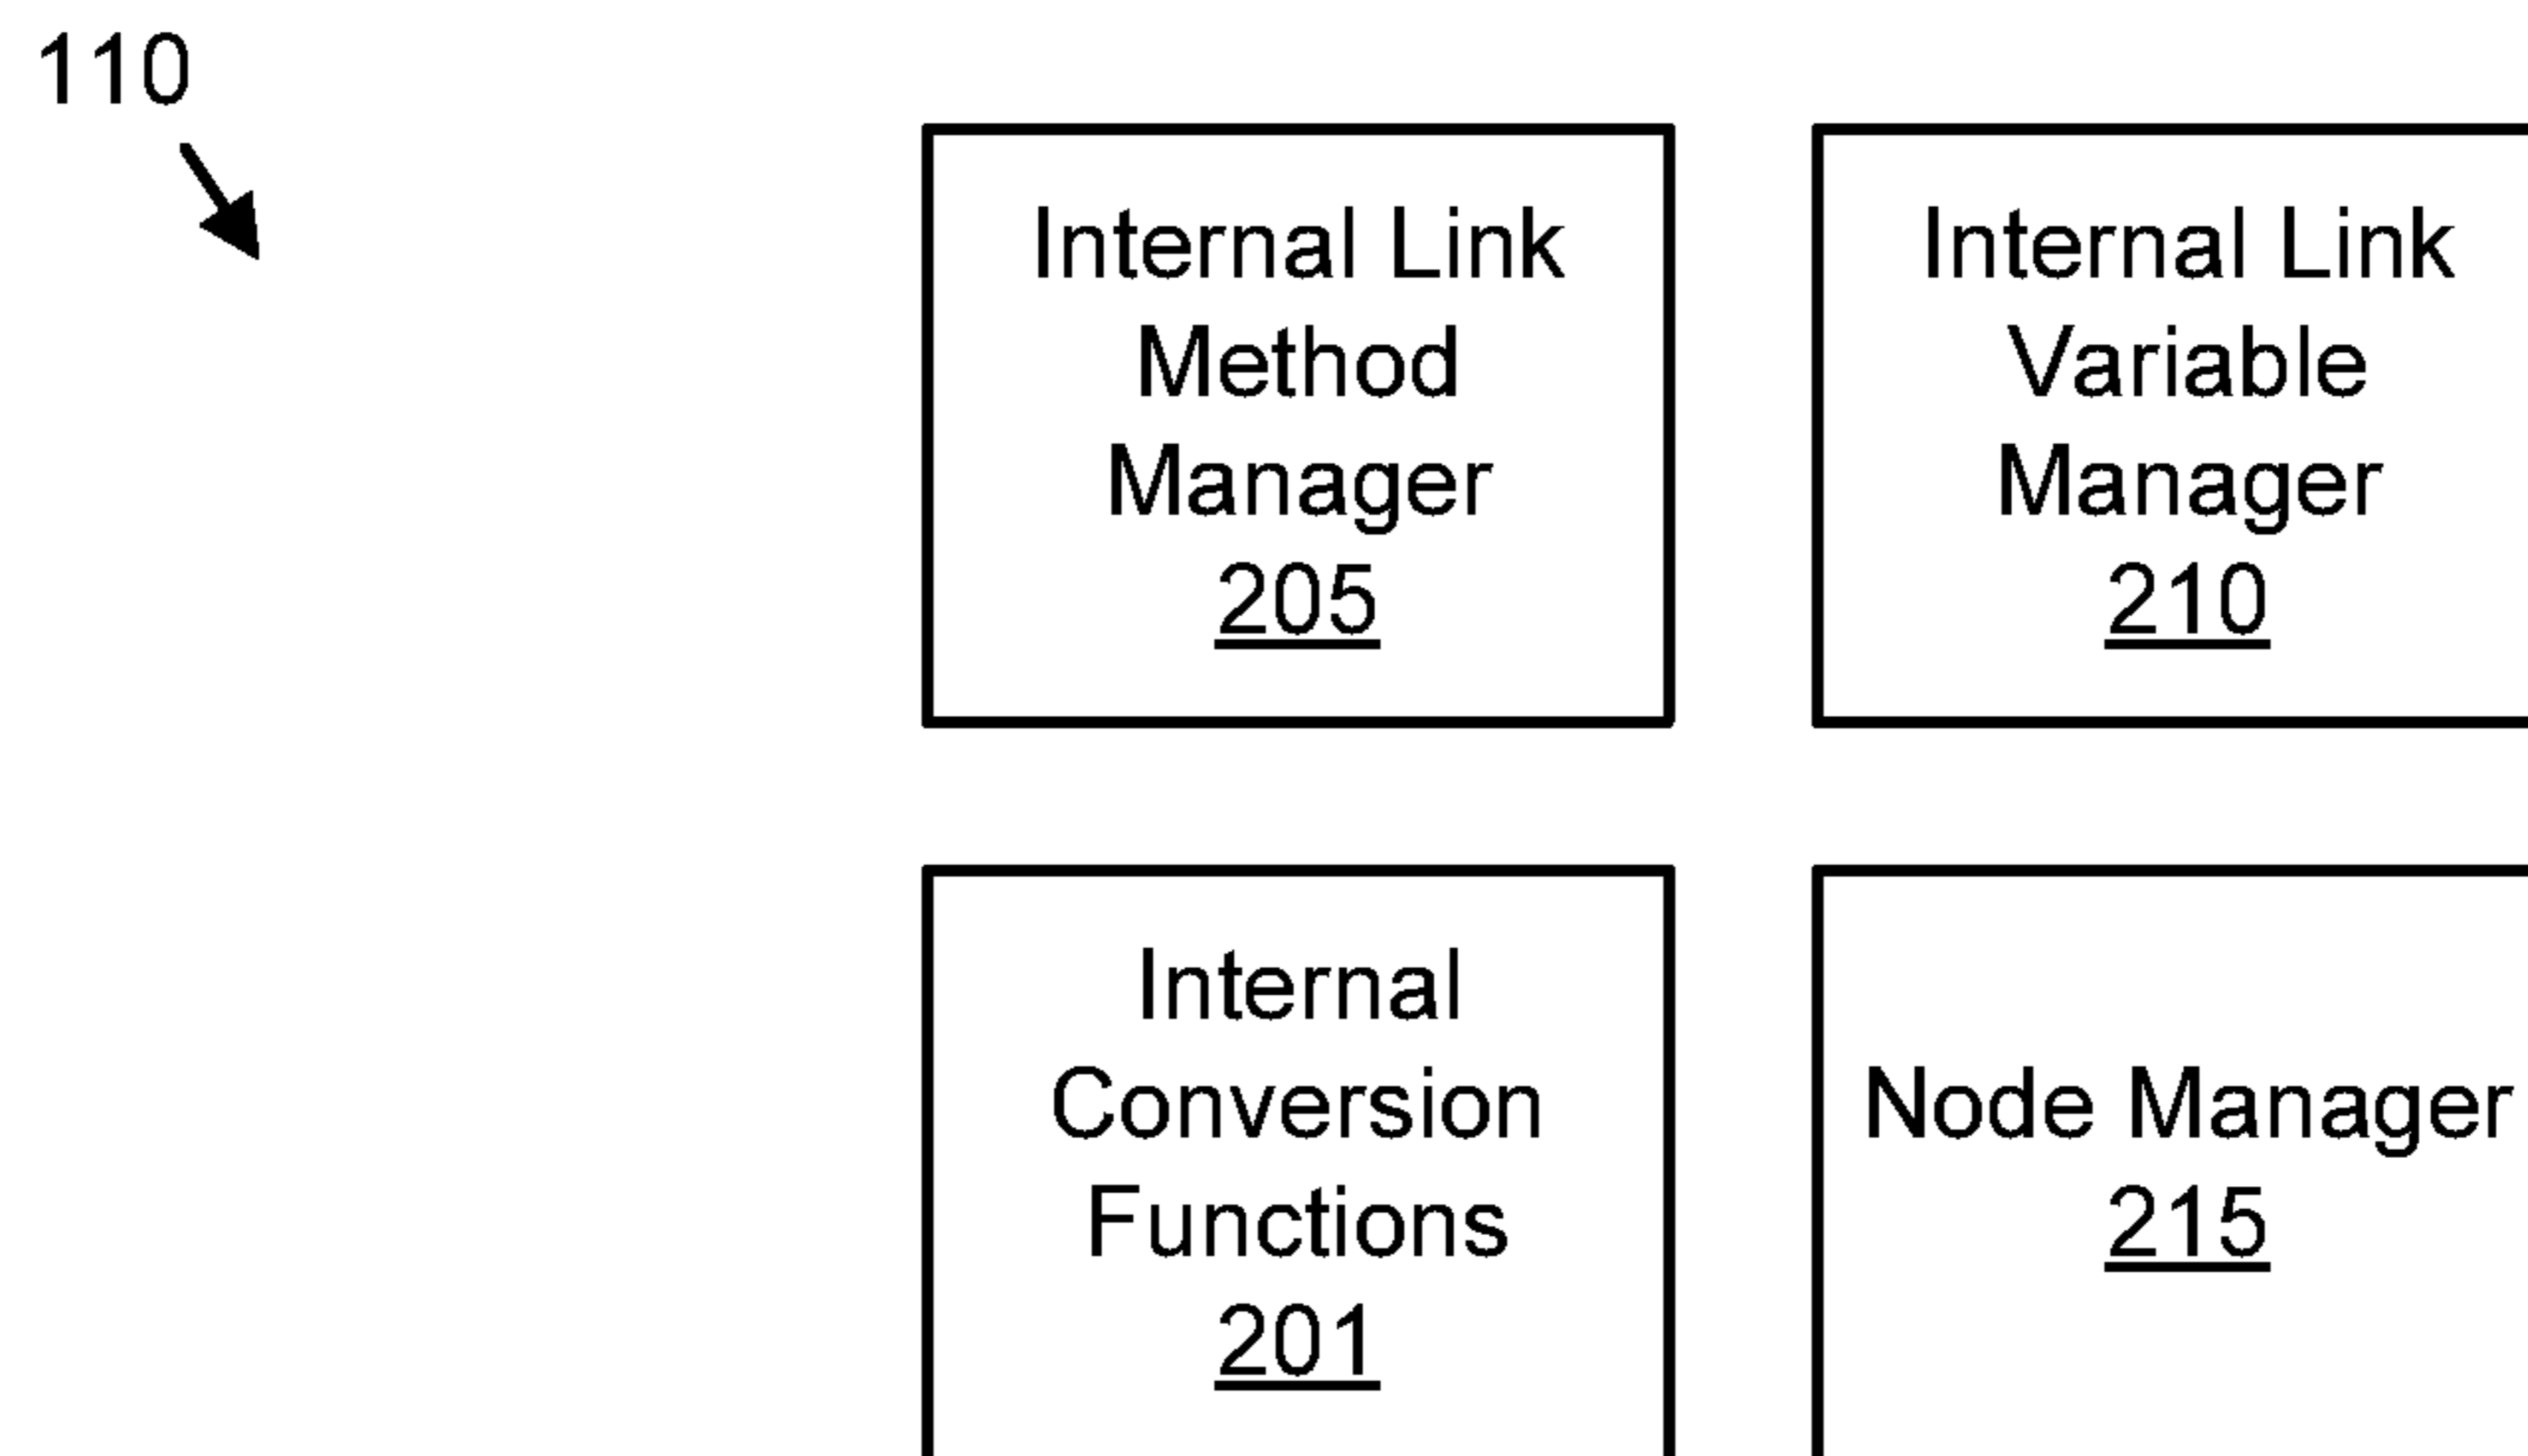 110
Internal Link
Method
Manager
205
Internal Link
Variable
Manager
210
Internal
Conversion
Functions
201
Node Manager
215